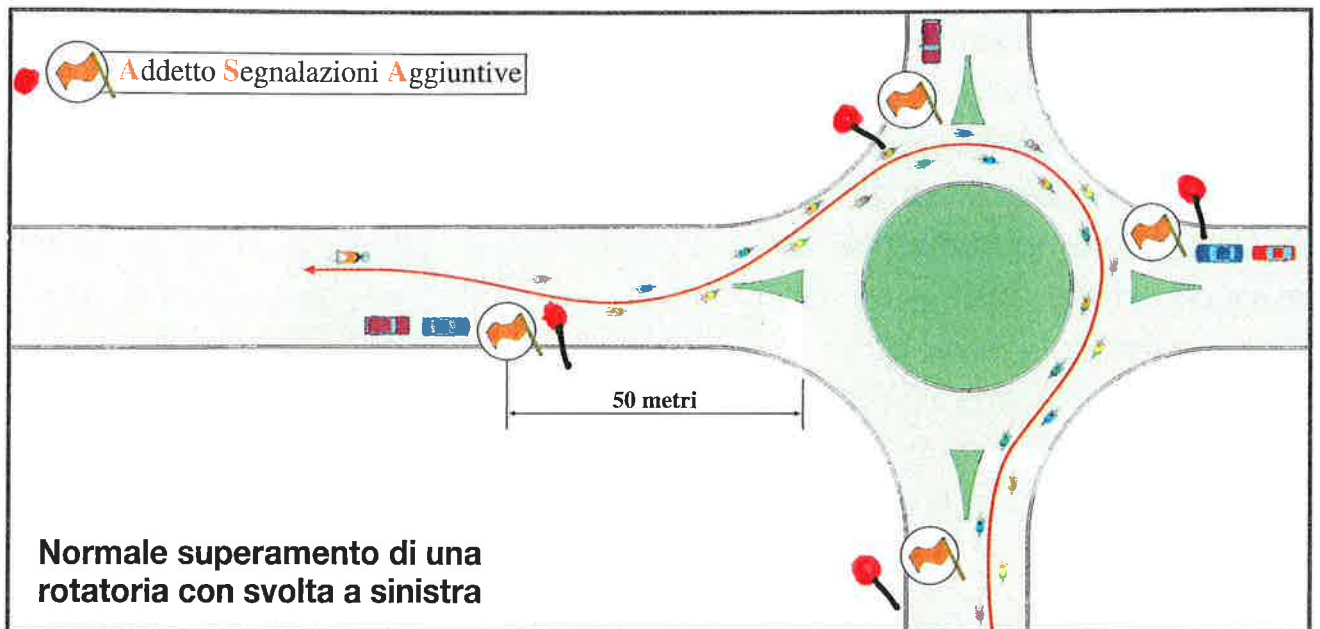 Addetto Segnalazioni Aggiuntive
50 metri
Normale superamento di una
rotatoria con svolta a sinistra